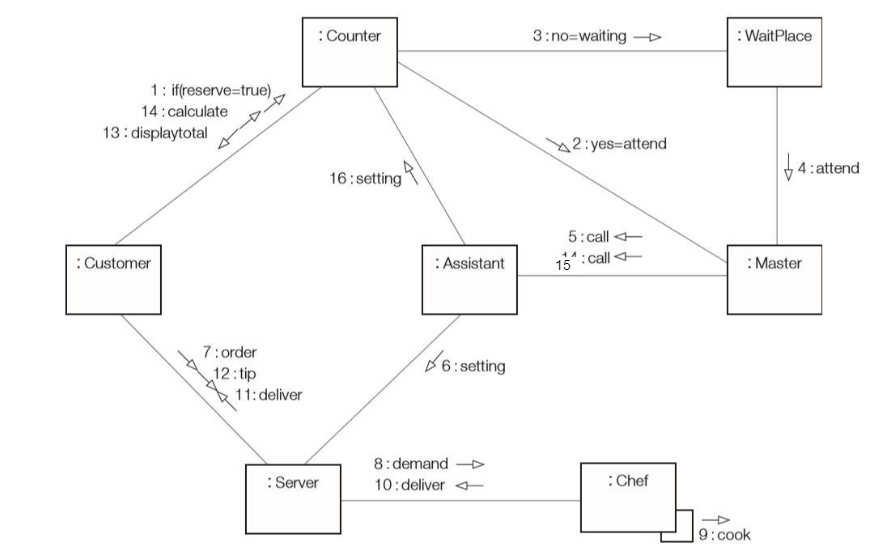 : Counter
3 : no=waiting
: WaitPlace
1 : if(reserve=true)
14 : calculate
13 : displaytotal
2 : yes=attend
16 : setting
4 : attend
5 : call
15 : call
: Customer
: Assistant
: Master
7 : order
12 : tip
11 : deliver
6 : setting
8 : demand
10 : deliver
: Server
: Chef
9 : cook